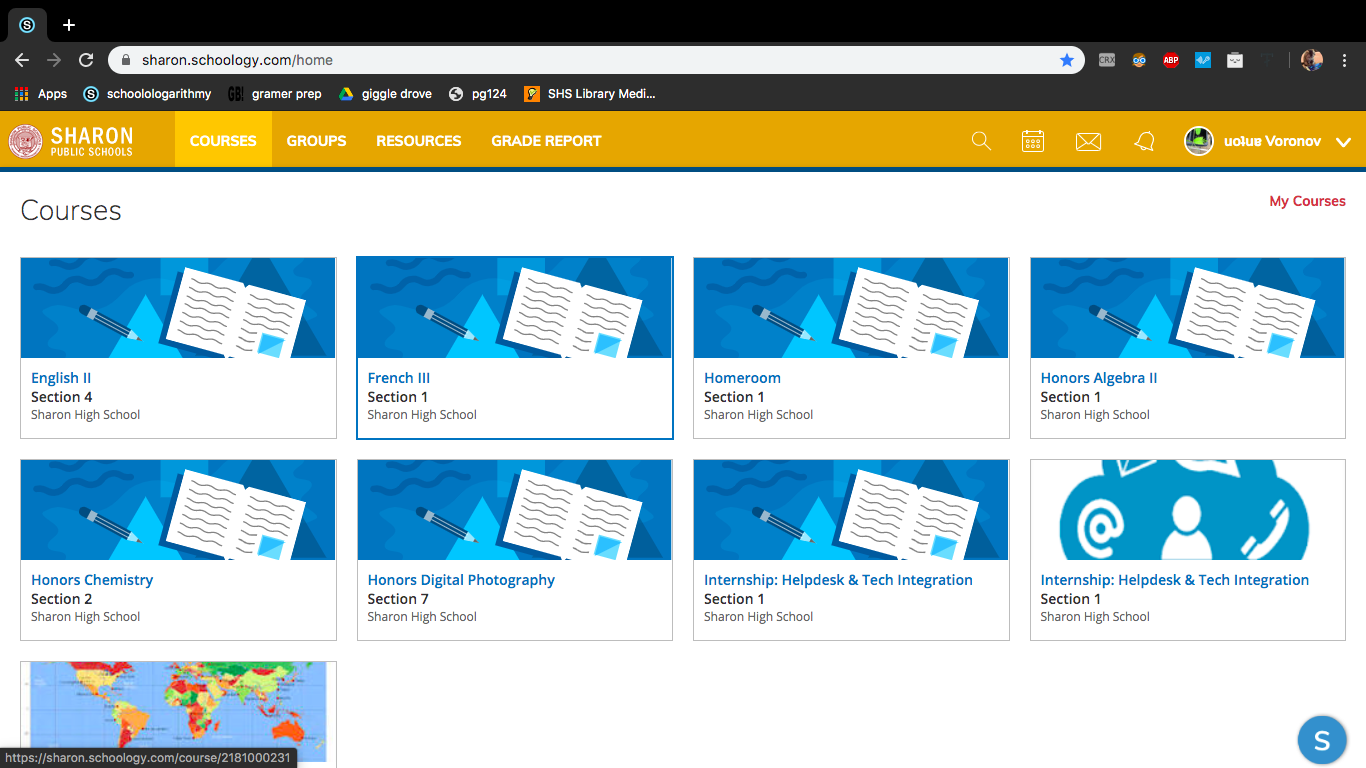 S
+
sharon.schoology.com/home
CRX
ABP
Apps
S
schoolologarithmy
GB!
gramer prep
giggle drove
pg124
SHS Library Medi...
SHARON
PUBLIC SCHOOLS
COURSES
GROUPS
RESOURCES
GRADE REPORT
uoʇuɐ Voronov
Courses
My Courses
English II
Section 4
Sharon High School
French III
Section 1
Sharon High School
Homeroom
Section 1
Sharon High School
Honors Algebra II
Section 1
Sharon High School
Honors Chemistry
Section 2
Sharon High School
Honors Digital Photography
Section 7
Sharon High School
Internship: Helpdesk & Tech Integration
Section 1
Sharon High School
@
Internship: Helpdesk & Tech Integration
Section 1
Sharon High School
https://sharon.schoology.com/course/2181000231
S